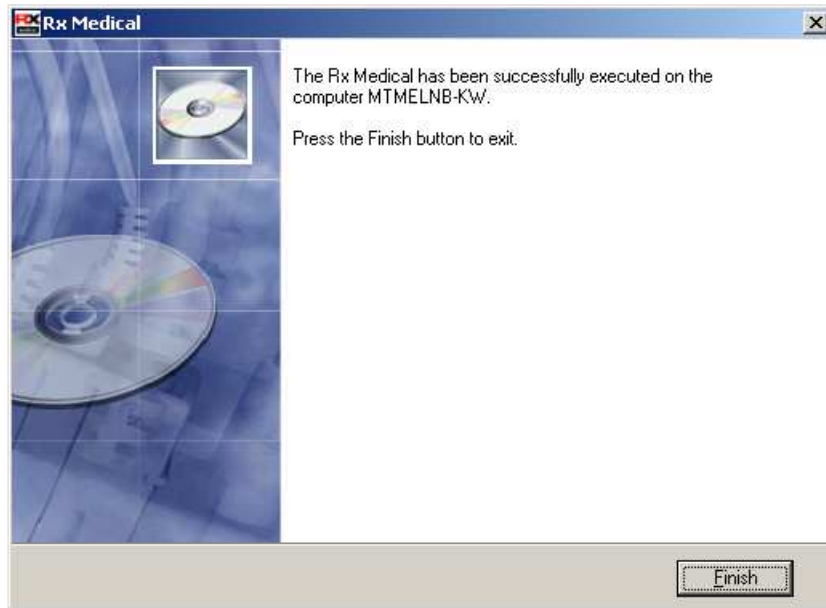 Rx Medical
The Rx Medical has been successfully executed on the
computer MTMELNB-KW.
Press the Finish button to exit.
Finish